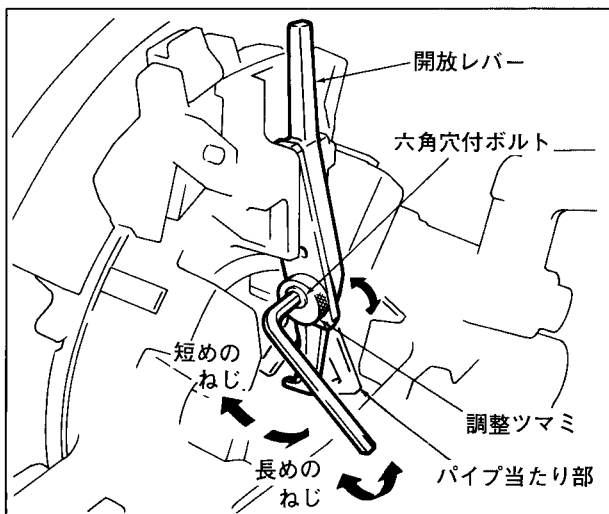 開放レバー
六角穴付ボルト
短めの
ねじ
調整ツマミ
長めの
ねじ
パイプ当たり部